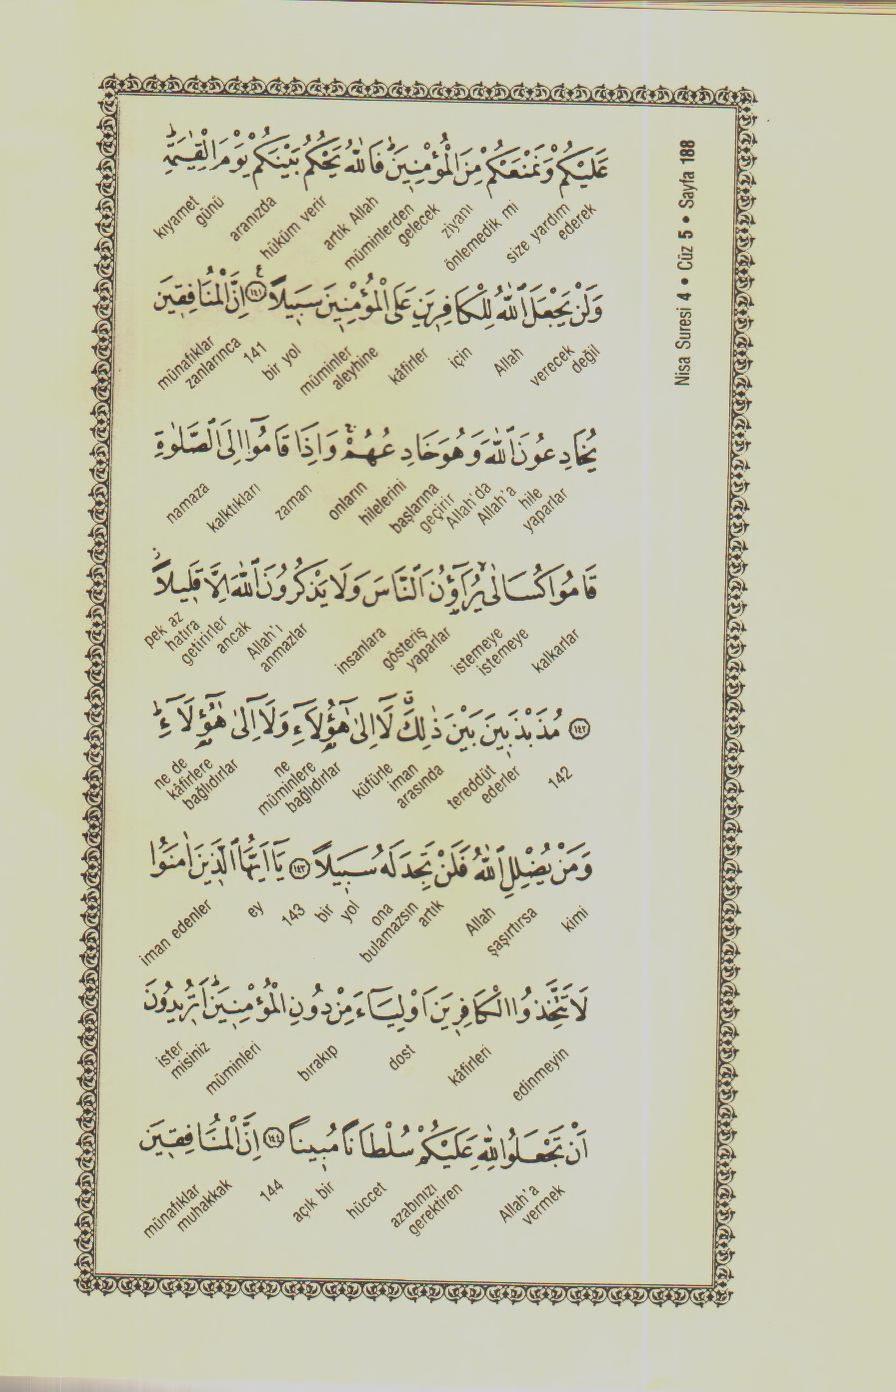 Nisa Suresi 4 • Cüz 5 • Sayfa 188
عَلَيْكُمْ وَنَمْنَعْكُمْ مِنَ الْمُؤْمِنِينَ فَاللّٰهُ يَحْكُمُ بَيْنَكُمْ يَوْمَ الْقِيٰمَةِ
ederek size yardım önlemedik mi ziyanı gelecek müminlerden artık Allah hüküm verir aranızda günü kıyamet
وَلَنْ يَجْعَلَ اللّٰهُ لِلْكَافِرِينَ عَلَى الْمُؤْمِنِينَ سَبِيلًا ﴿١٤١﴾ اِنَّ الْمُنَافِقِينَ
değil verecek Allah için kâfirler aleyhine müminler bir yol 141 zanlarınca münafıklar
يُخَادِعُونَ اللّٰهَ وَهُوَ خَادِعُهُمْ وَاِذَا قَامُٓوا اِلَى الصَّلٰوةِ
yaparlar hile Allah'a Allah'da geçirir başlarına hilelerini onların zaman kalktıkları namaza
قَامُوا كُسَالٰى يُرَٓاؤُنَ النَّاسَ وَلَا يَذْكُرُونَ اللّٰهَ اِلَّا قَلِيلًا
kalkarlar istemeye istemeye yaparlar gösteriş insanlara anmazlar Allah'ı ancak getirirler hatıra pek az
﴿١٤٢﴾ مُذَبْذَبِينَ بَيْنَ ذٰلِكَ لَٓا اِلٰى هٰٓؤُلَٓاءِ وَلَٓا اِلٰى هٰٓؤُلَٓاءِ
142 ederler tereddüt arasında iman küfürle bağlıdırlar müminlere ne bağlıdırlar kâfirlere ne de
وَمَنْ يُضْلِلِ اللّٰهُ فَلَنْ تَجِدَ لَهُ سَبِيلًا ﴿١٤٣﴾ يَٓا اَيُّهَا الَّذِينَ اٰمَنُوا
kimi şaşırtırsa Allah artık bulamazsın ona yol bir 143 ey iman edenler
لَا تَتَّخِذُوا الْكَافِرِينَ اَوْلِيَٓاءَ مِنْ دُونِ الْمُؤْمِنِينَ اَتُرِيدُونَ
edinmeyin kâfirleri dost bırakıp müminleri misiniz ister
اَنْ تَجْعَلُوا لِلّٰهِ عَلَيْكُمْ سُلْطَانًا مُبِينًا ﴿١٤٤﴾ اِنَّ الْمُنَافِقِينَ
vermek Allah'a gerektiren azabınızı hüccet açık bir 144 muhakkak münafıklar